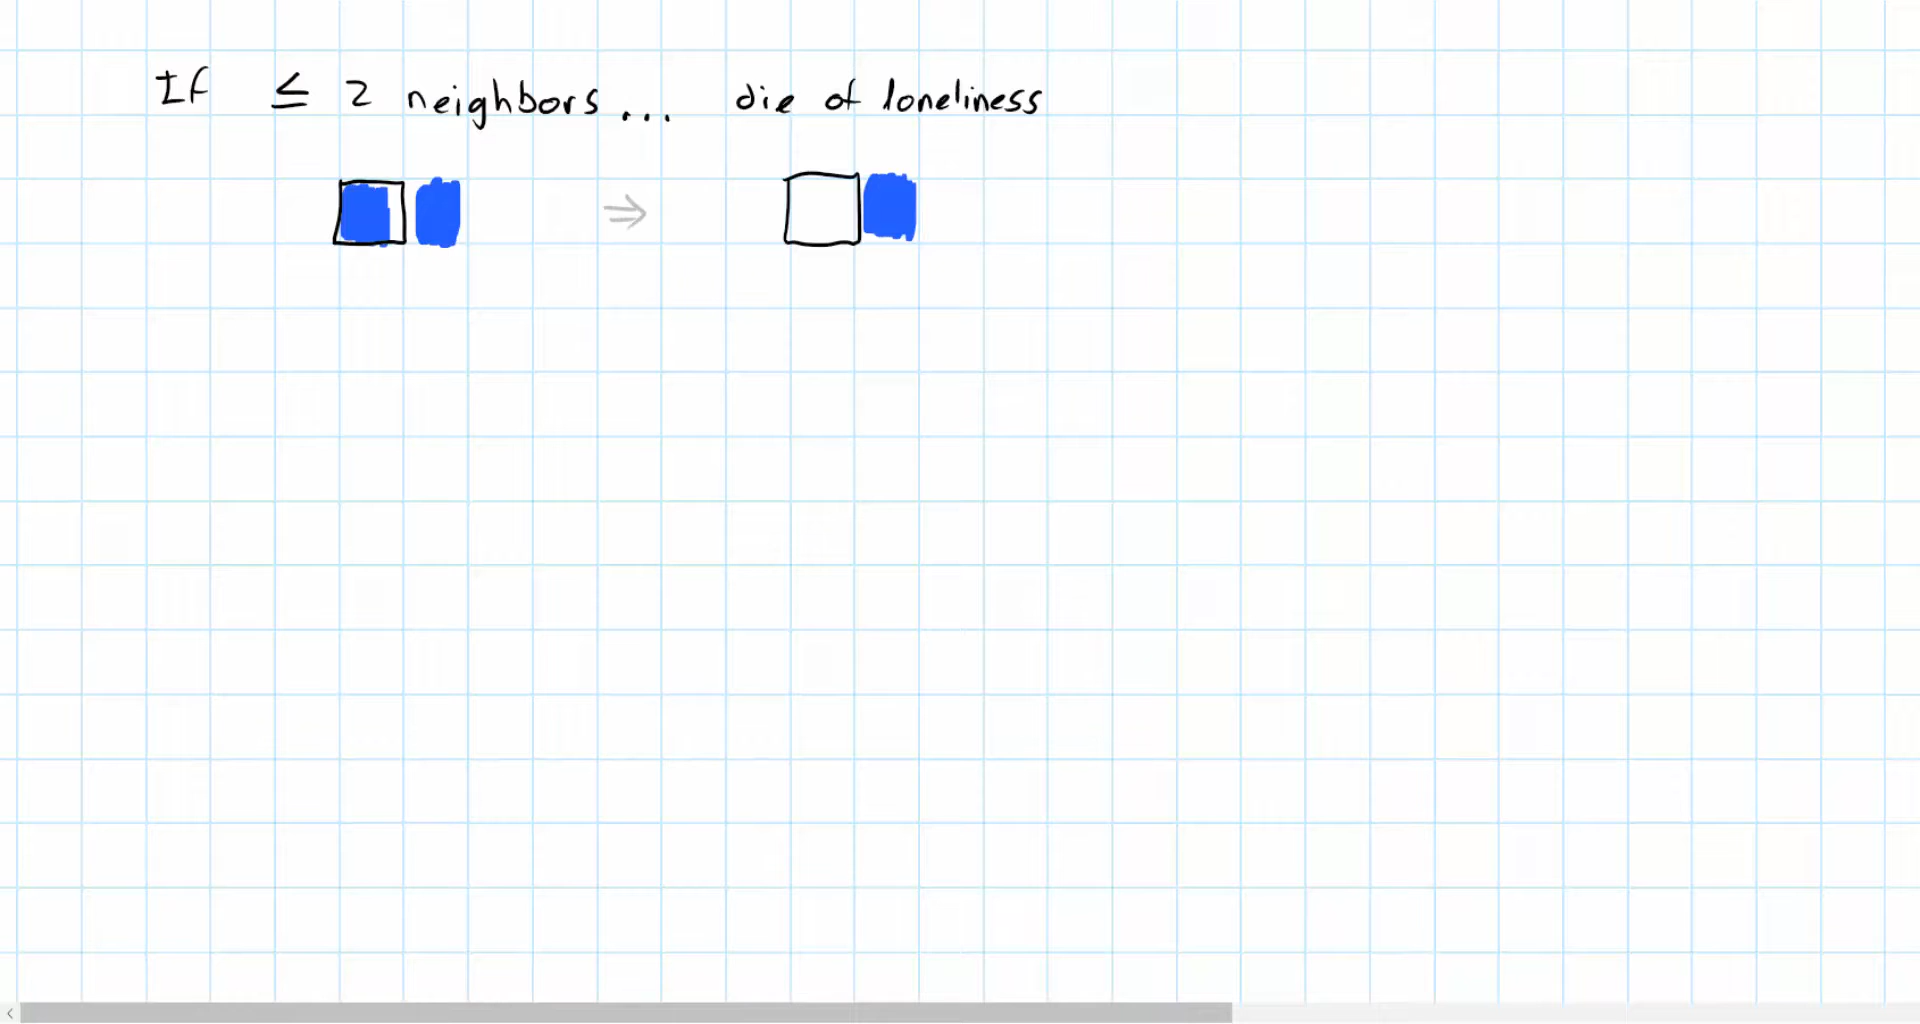 If ≤ 2 neighbors... die of loneliness